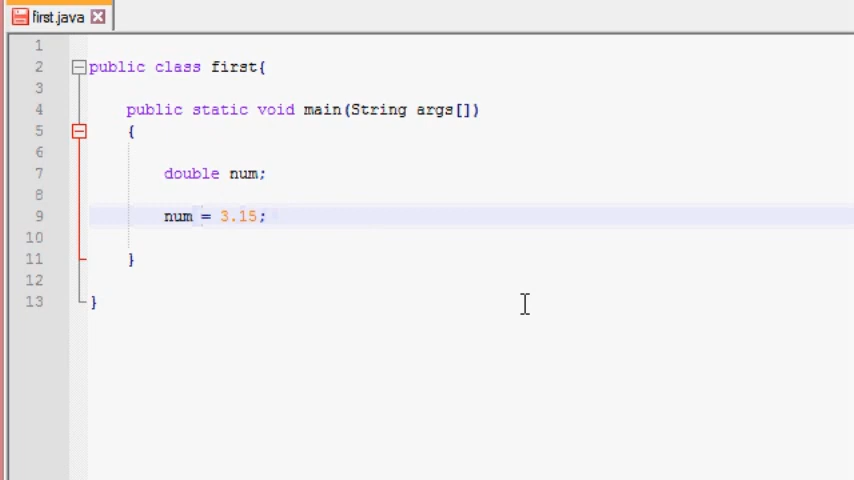 first.java
1
2 public class first{
3
4 public static void main(String args[])
5 {
6
7 double num;
8
9 num = 3.15;
10
11 }
12
13 }